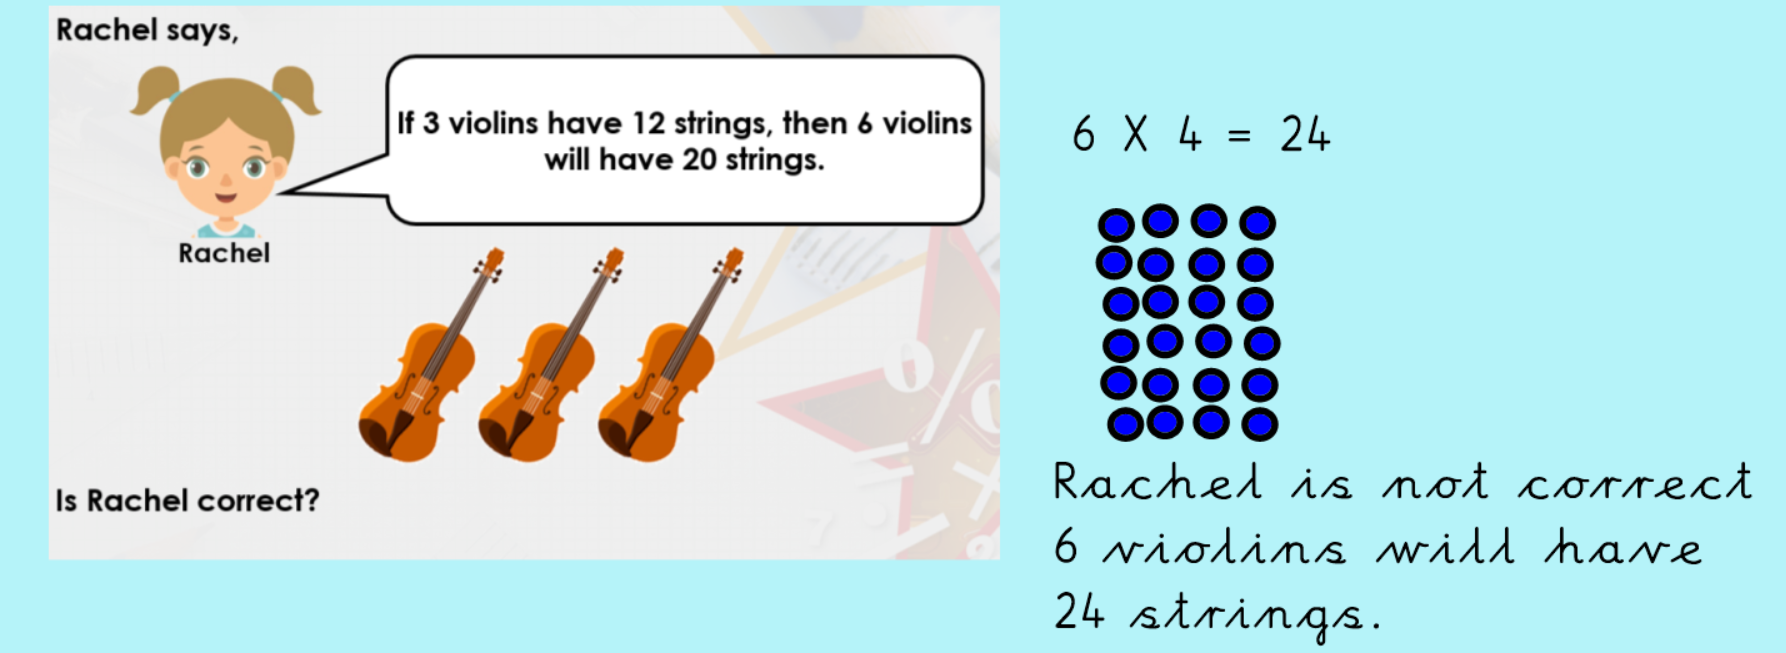 Rachel says,
If 3 violins have 12 strings, then 6 violins
will have 20 strings.
Rachel
Is Rachel correct?
6 X 4 = 24
Rachel is not correct
6 violins will have
24 strings.